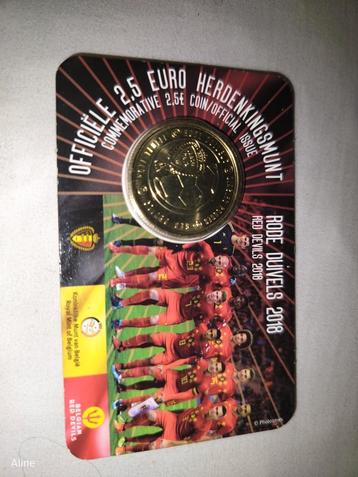 OFFICIËLE 2.5 EURO HERDENKINGSMUNT
COMMEMORATIVE 2,5€ COIN/OFFICIAL ISSUE
RODE DUIVELS 2018
RED DEVILS 2018
Koninklijke Munt van België
Royal Mint of Belgium
BELGIAN
RED DEVILS
© Photonews
Aline